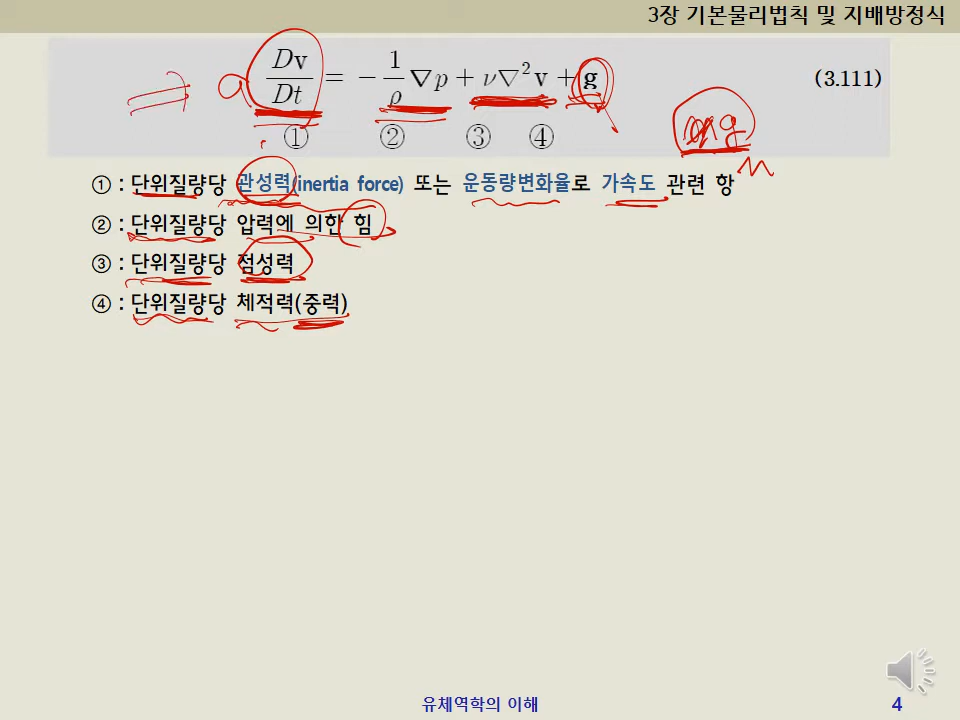 3장 기본물리법칙 및 지배방정식
a Dv/Dt = − 1/ρ ∇p + ν∇²v + g (3.111)
① ② ③ ④
mg
m
① : 단위질량당 관성력(inertia force) 또는 운동량변화율로 가속도 관련 항
② : 단위질량당 압력에 의한 힘
③ : 단위질량당 점성력
④ : 단위질량당 체적력(중력)
유체역학의 이해
4